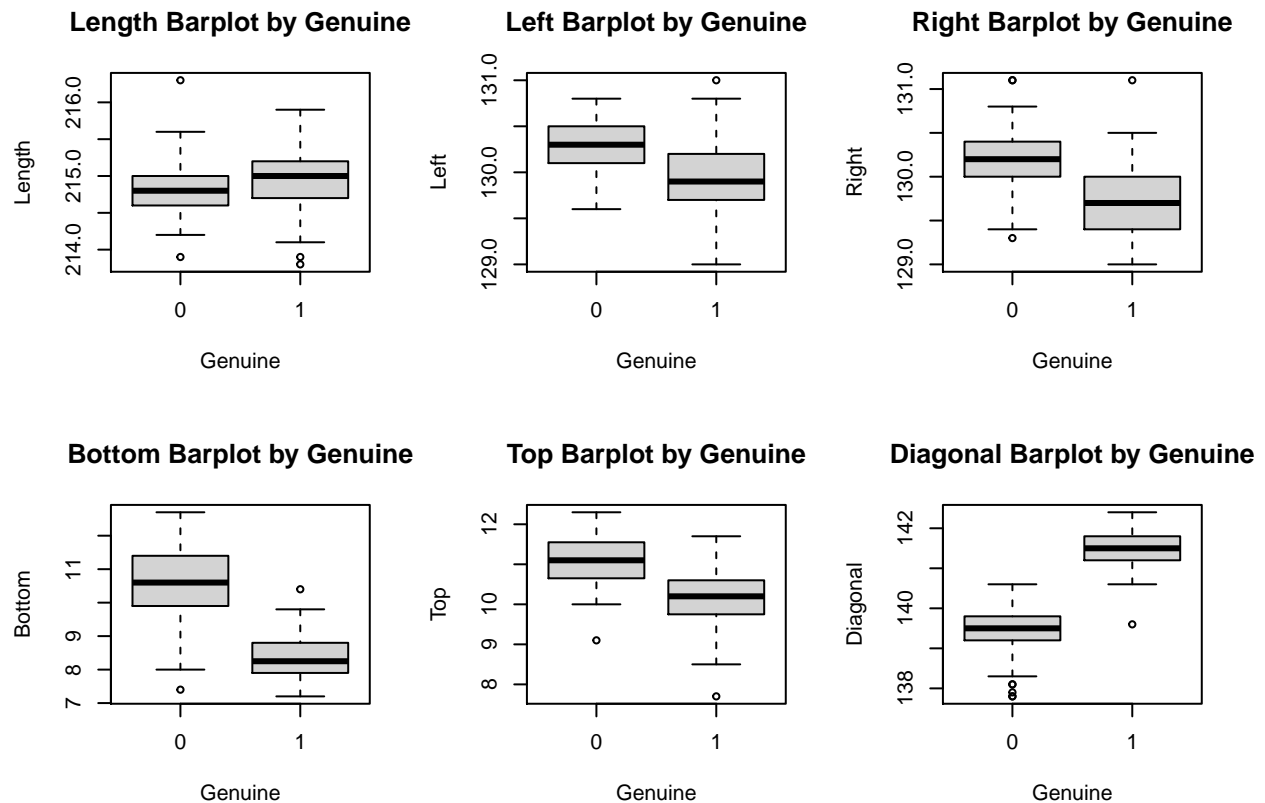 Length Barplot by Genuine
Length
216.0
215.0
214.0
0 1
Genuine
Left Barplot by Genuine
Left
131.0
130.0
129.0
0 1
Genuine
Right Barplot by Genuine
Right
131.0
130.0
129.0
0 1
Genuine
Bottom Barplot by Genuine
Bottom
11
9
8
7
0 1
Genuine
Top Barplot by Genuine
Top
12
11
10
9
8
0 1
Genuine
Diagonal Barplot by Genuine
Diagonal
142
140
138
0 1
Genuine